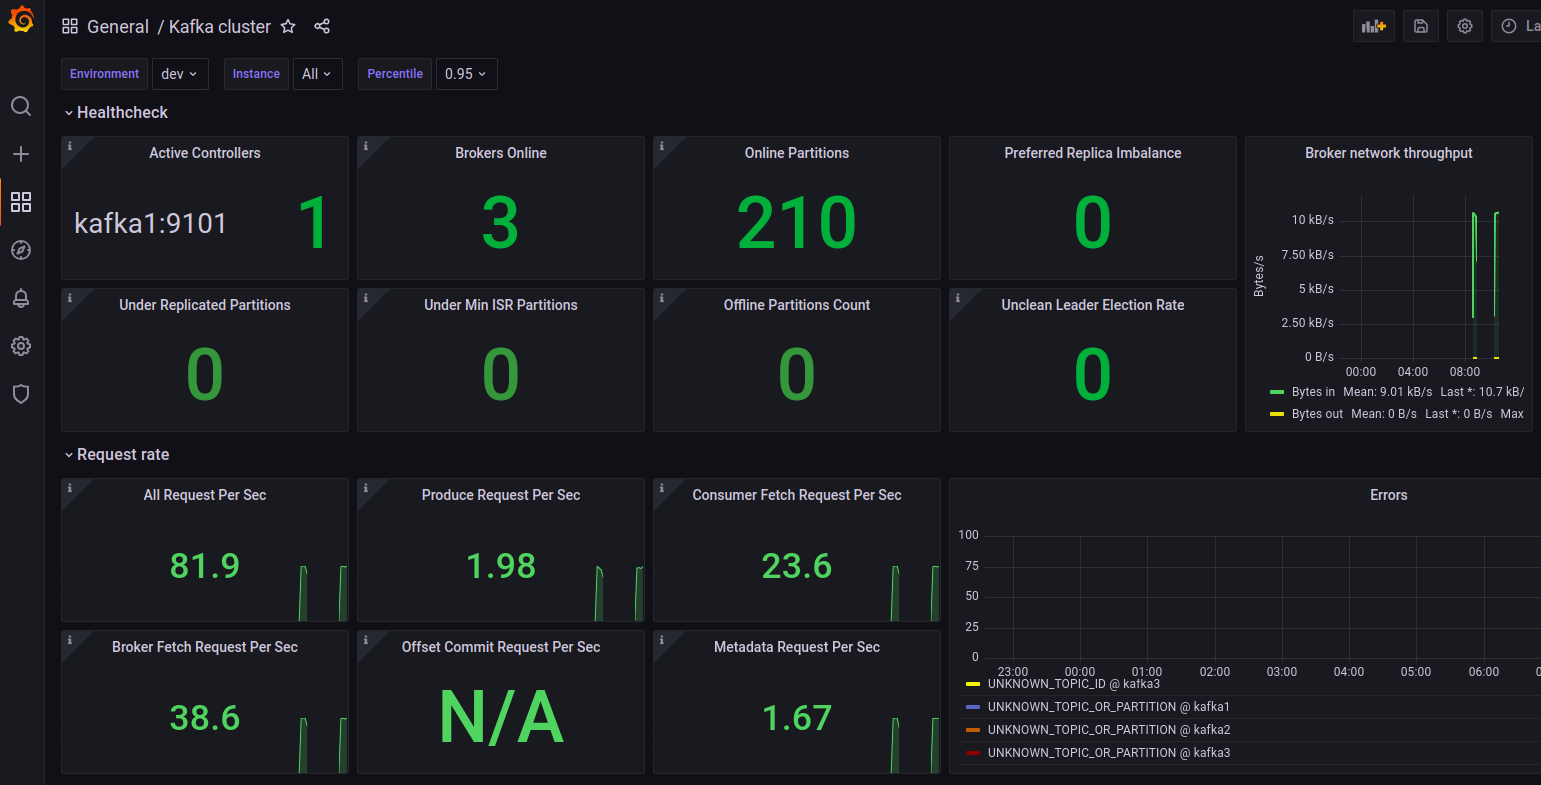 General / Kafka cluster
La
Environment dev Instance All Percentile 0.95
Healthcheck
Active Controllers
kafka1:9101 1
Brokers Online
3
Online Partitions
210
Preferred Replica Imbalance
0
Broker network throughput
Bytes/s
10 kB/s
7.50 kB/s
5 kB/s
2.50 kB/s
0 B/s
00:00 04:00 08:00
Bytes in Mean: 9.01 kB/s Last *: 10.7 kB/
Bytes out Mean: 0 B/s Last *: 0 B/s Max
Under Replicated Partitions
0
Under Min ISR Partitions
0
Offline Partitions Count
0
Unclean Leader Election Rate
0
Request rate
All Request Per Sec
81.9
Produce Request Per Sec
1.98
Consumer Fetch Request Per Sec
23.6
Errors
100
75
50
25
0
23:00 00:00 01:00 02:00 03:00 04:00 05:00 06:00 0
UNKNOWN_TOPIC_ID @ kafka3
UNKNOWN_TOPIC_OR_PARTITION @ kafka1
UNKNOWN_TOPIC_OR_PARTITION @ kafka2
UNKNOWN_TOPIC_OR_PARTITION @ kafka3
Broker Fetch Request Per Sec
38.6
Offset Commit Request Per Sec
N/A
Metadata Request Per Sec
1.67